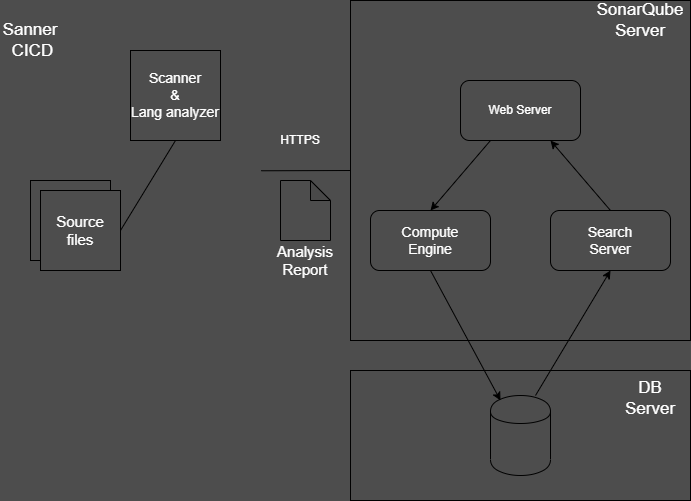 Sanner
CICD
Scanner
&
Lang analyzer
Source
files
HTTPS
Analysis
Report
SonarQube
Server
Web Server
Compute
Engine
Search
Server
DB
Server